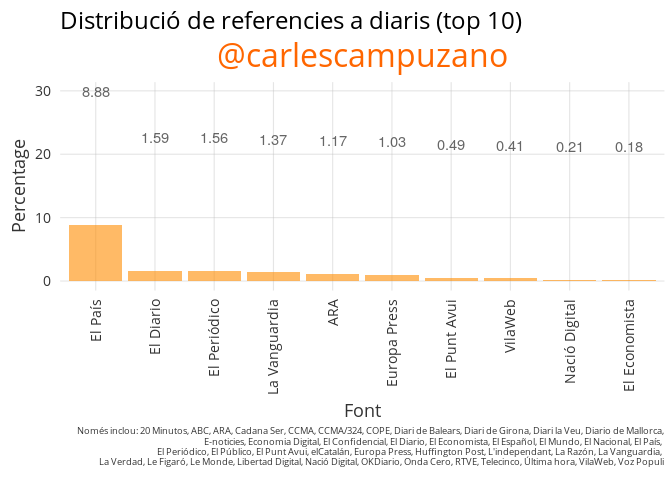 Distribució de referencies a diaris (top 10)
@carlescampuzano
30
20
10
0
Percentage
8.88
1.59
1.56
1.37
1.17
1.03
0.49
0.41
0.21
0.18
El País
El Diario
El Periódico
La Vanguardia
ARA
Europa Press
El Punt Avui
VilaWeb
Nació Digital
El Economista
Font
Només inclou: 20 Minutos, ABC, ARA, Cadana Ser, CCMA, CCMA/324, COPE, Diari de Balears, Diari de Girona, Diari la Veu, Diario de Mallorca,
E-noticies, Economia Digital, El Confidencial, El Diario, El Economista, El Español, El Mundo, El Nacional, El País,
El Periódico, El Público, El Punt Avui, elCatalán, Europa Press, Huffington Post, L'independant, La Razón, La Vanguardia,
La Verdad, Le Figaró, Le Monde, Libertad Digital, Nació Digital, OKDiario, Onda Cero, RTVE, Telecinco, Última hora, VilaWeb, Voz Populi